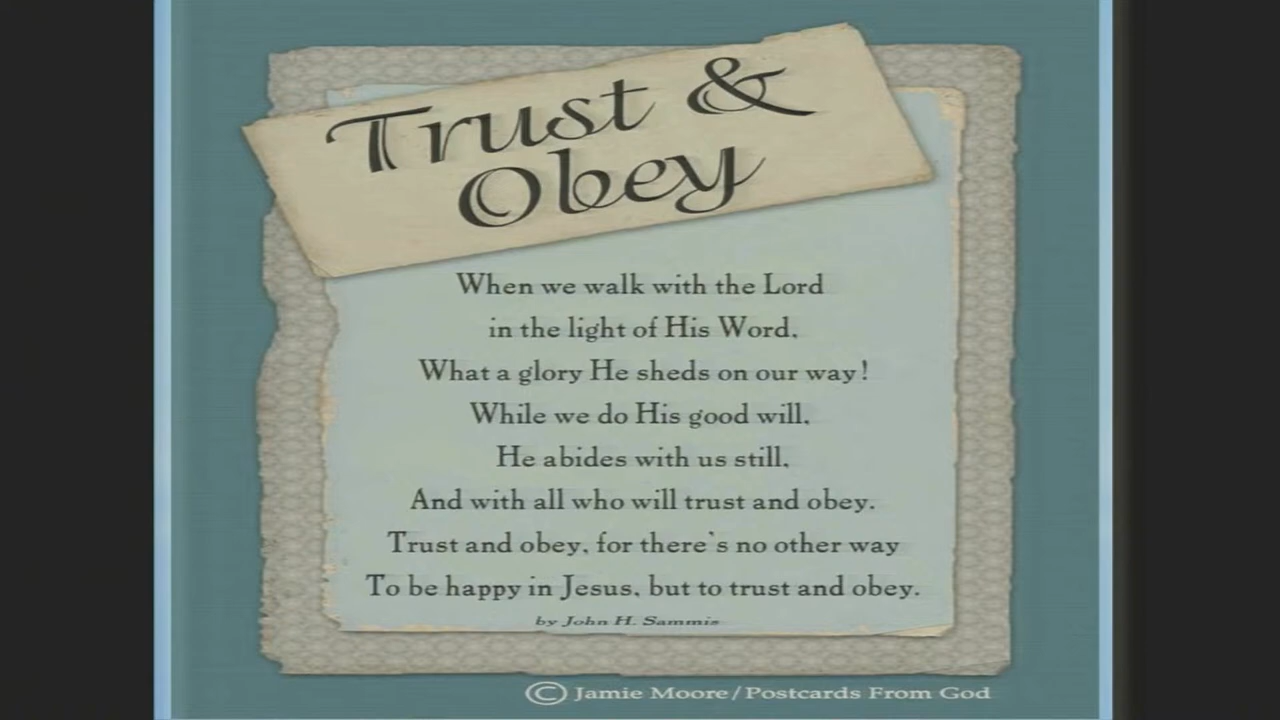 Trust &
Obey
When we walk with the Lord
in the light of His Word,
What a glory He sheds on our way!
While we do His good will,
He abides with us still,
And with all who will trust and obey.
Trust and obey, for there's no other way
To be happy in Jesus, but to trust and obey.
by John H. Sammis
© Jamie Moore/Postcards From God